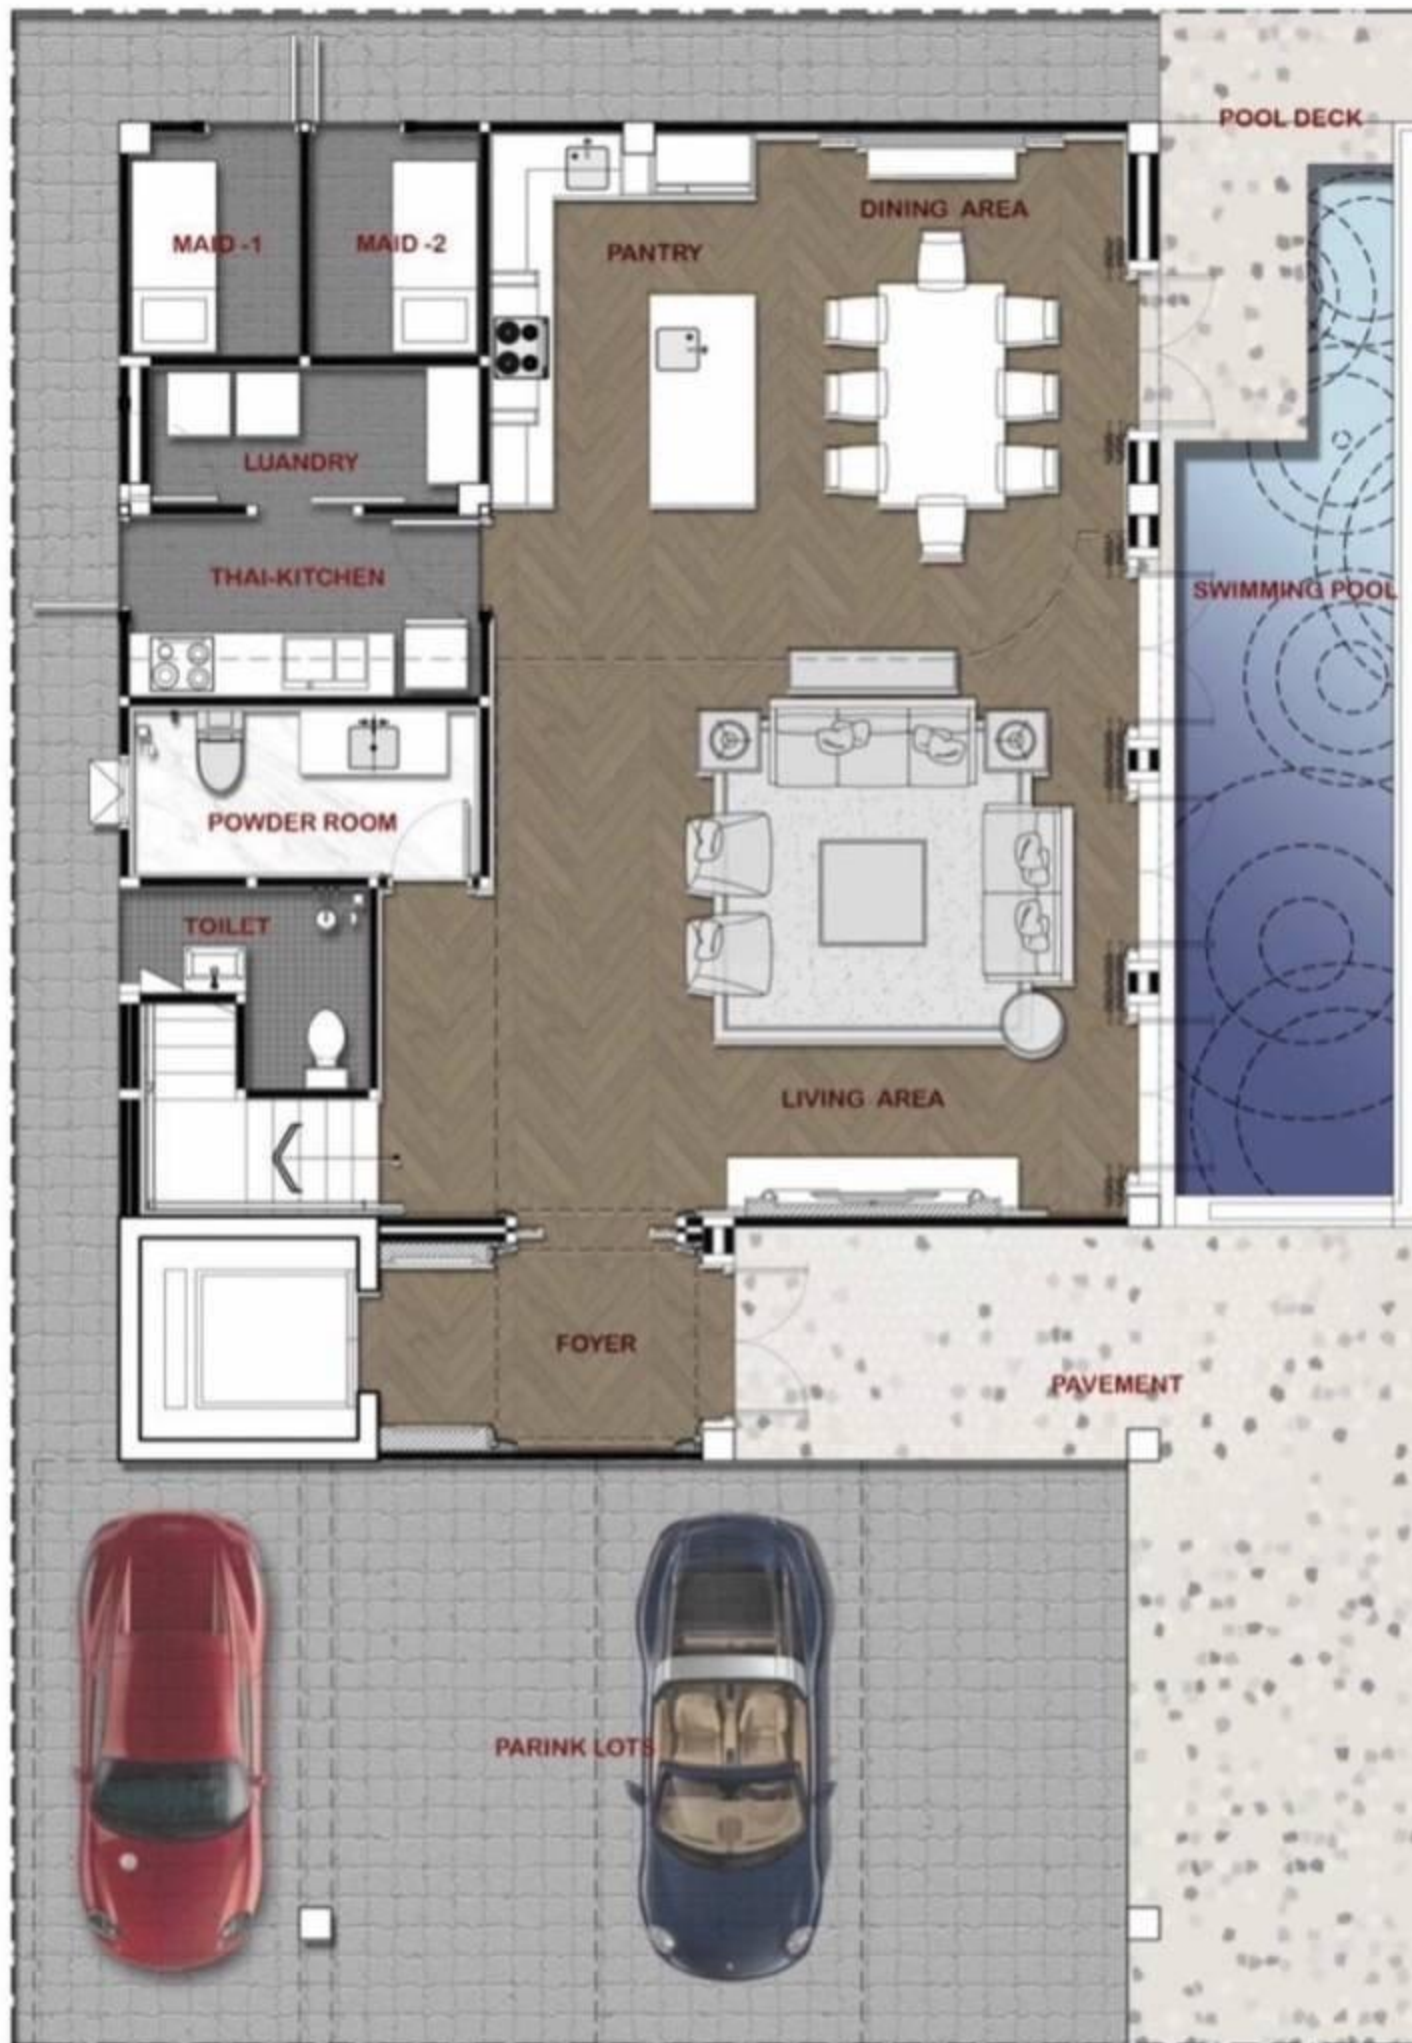 POOL DECK
DINING AREA
MAID -1
MAID -2
PANTRY
LUANDRY
THAI-KITCHEN
SWIMMING POOL
POWDER ROOM
TOILET
LIVING AREA
FOYER
PAVEMENT
PARINK LOTS